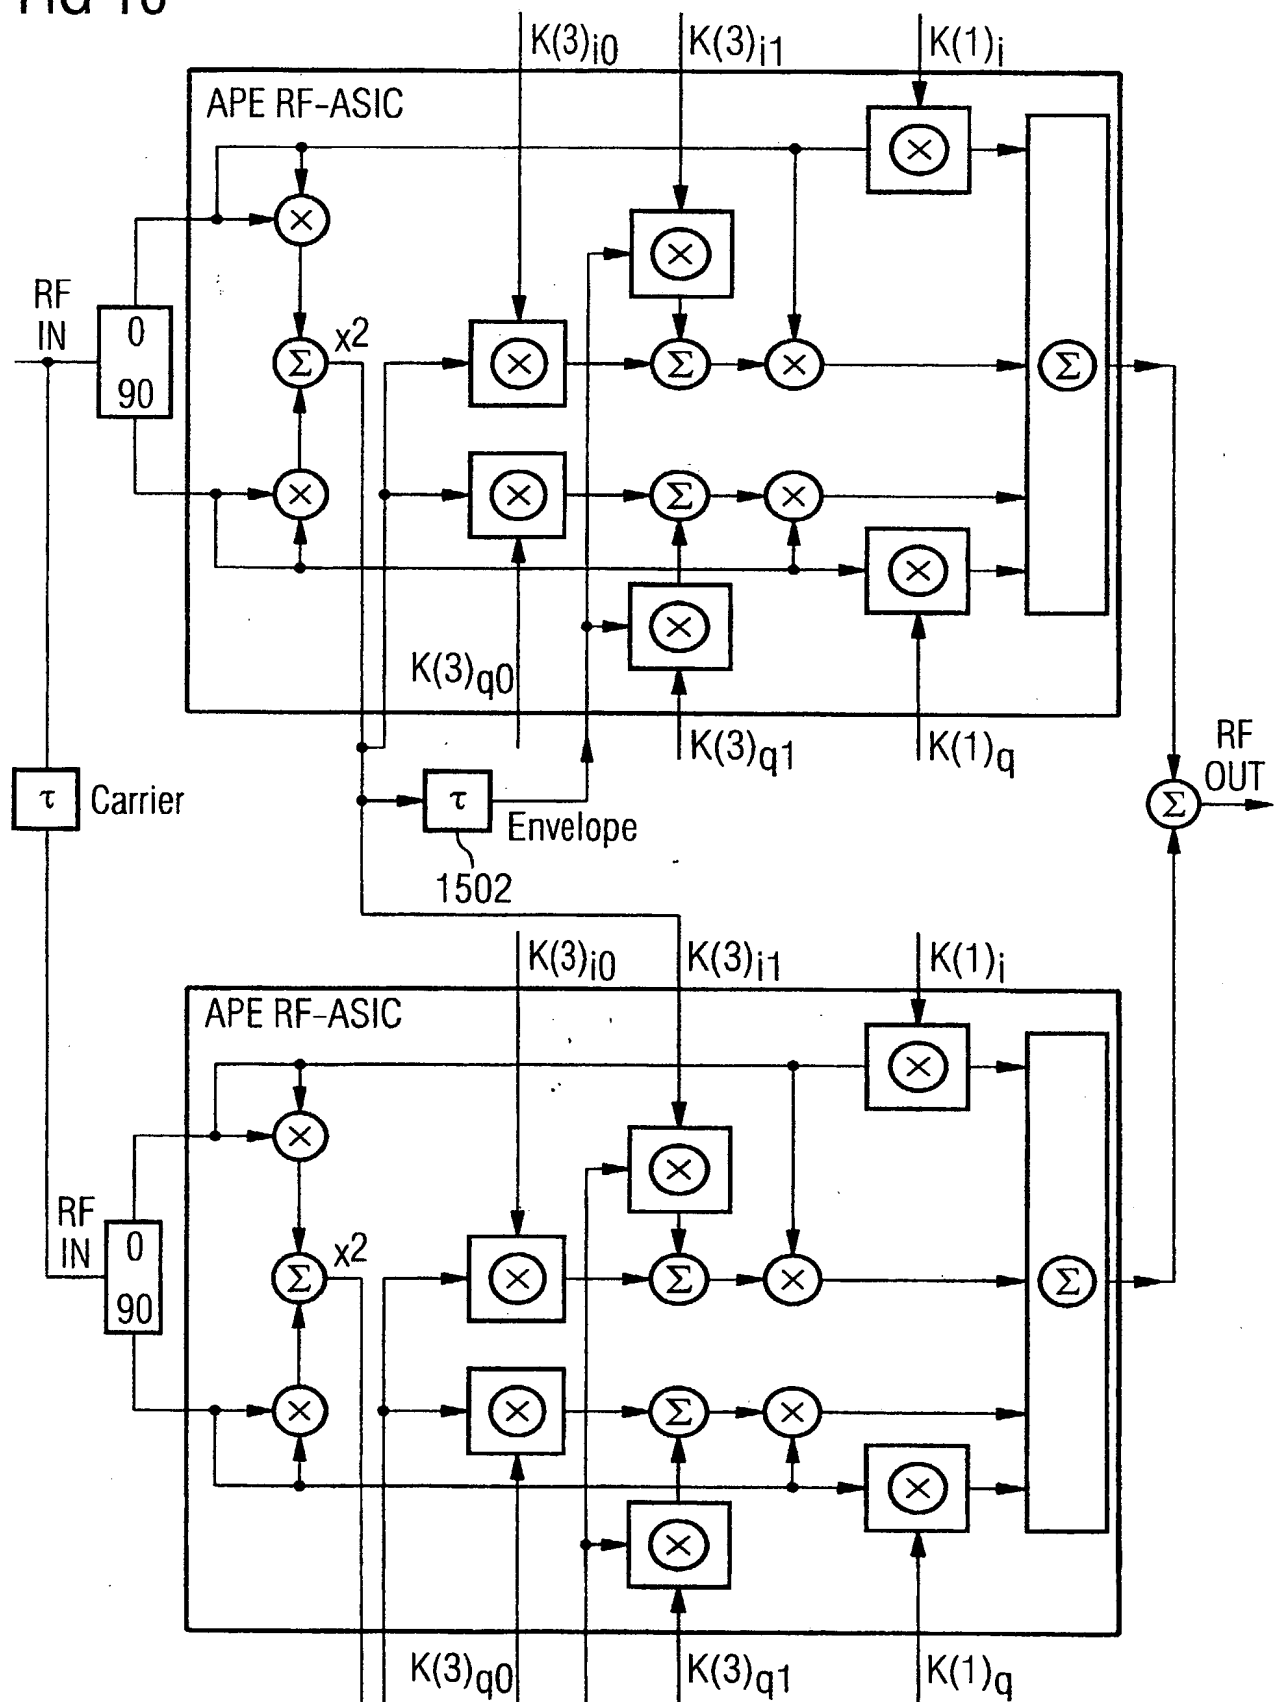 K(3)i0 K(3)i1 K(1)i
APE RF-ASIC
RF
IN
0
90
x2
Σ
Σ
Σ
Σ
K(3)q0
K(3)q1 K(1)q
RF
OUT
τ Carrier
τ
Envelope
Σ
1502
K(3)i0 K(3)i1 K(1)i
APE RF-ASIC
RF
IN
0
90
x2
Σ
Σ
Σ
Σ
K(3)q0 K(3)q1 K(1)q